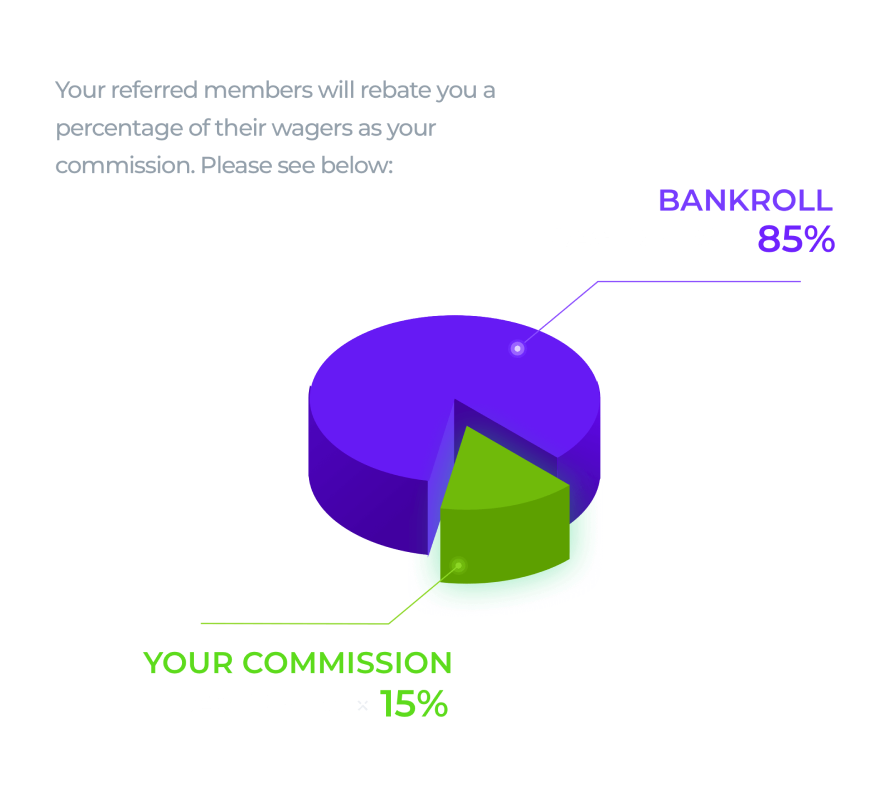 Your referred members will rebate you a
percentage of their wagers as your
commission. Please see below:
BANKROLL
85%
YOUR COMMISSION
15%